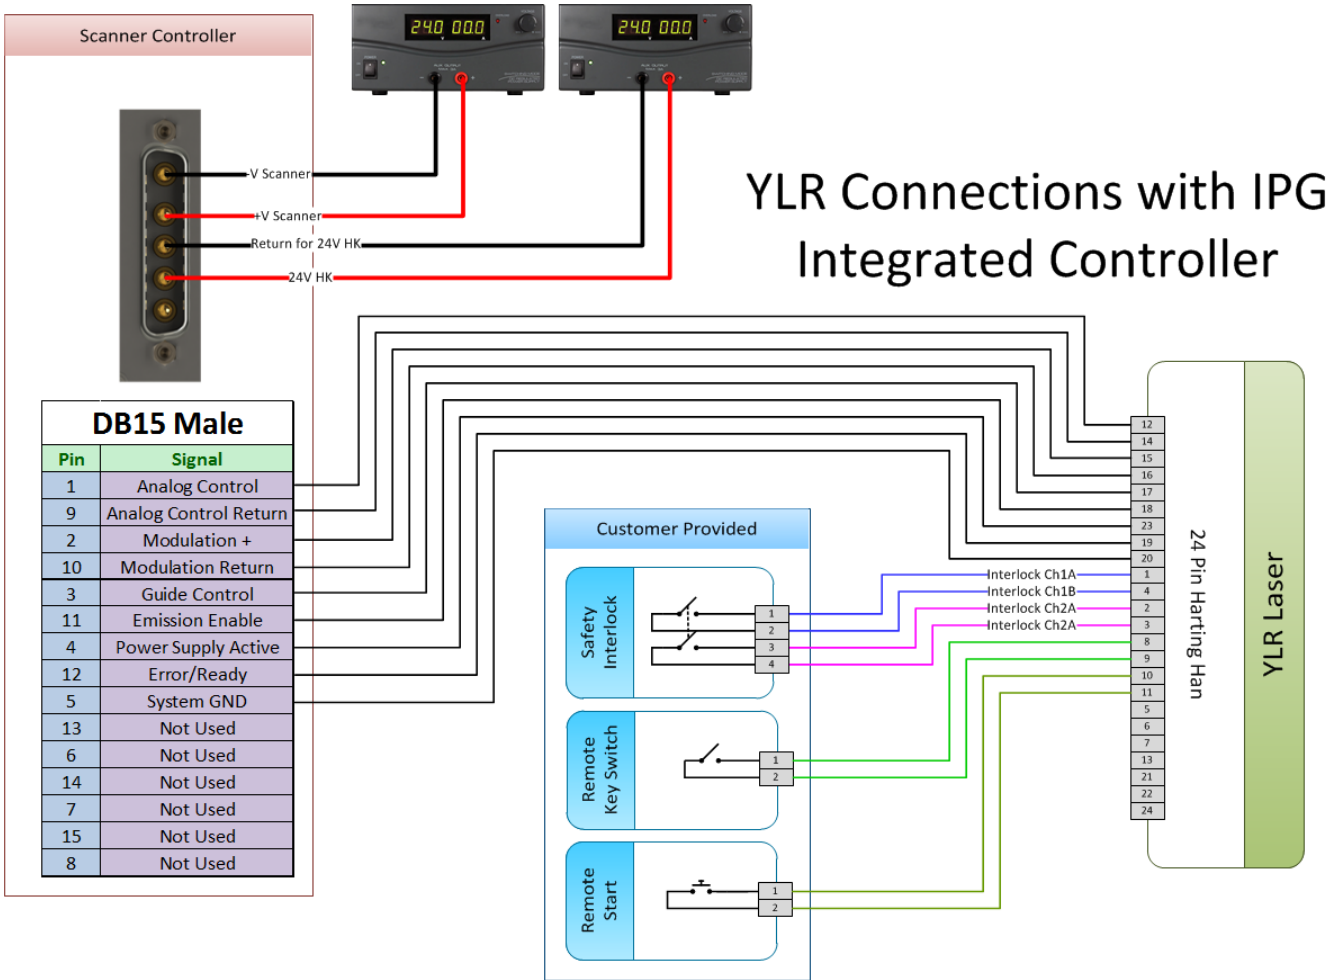 Scanner Controller
24.0 00.0
24.0 00.0
-V Scanner
+V Scanner
Return for 24V HK
24V HK
YLR Connections with IPG
Integrated Controller
DB15 Male
Pin Signal
1 Analog Control
9 Analog Control Return
2 Modulation +
10 Modulation Return
3 Guide Control
11 Emission Enable
4 Power Supply Active
12 Error/Ready
5 System GND
13 Not Used
6 Not Used
14 Not Used
7 Not Used
15 Not Used
8 Not Used
Customer Provided
Safety
Interlock
1
2
3
4
Remote
Key Switch
1
2
Remote
Start
1
2
Interlock Ch1A
Interlock Ch1B
Interlock Ch2A
Interlock Ch2A
12
14
15
16
17
18
23
19
20
1
4
2
3
8
9
10
11
5
6
7
13
21
22
24
24 Pin Harting Han
YLR Laser